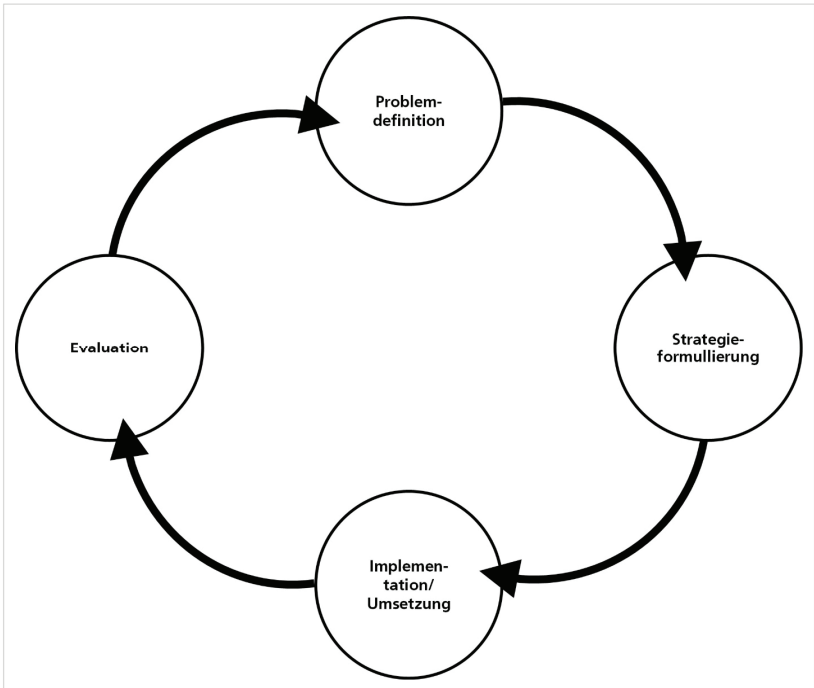 Problem-
definition
Strategie-
formullierung
Implemen-
tation/
Umsetzung
Evaluation